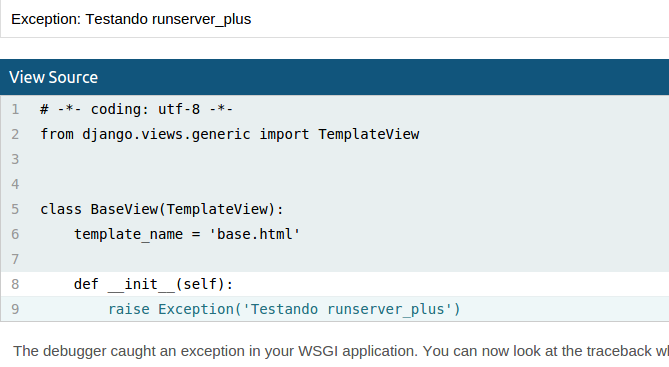 Exception: Testando runserver_plus
View Source
1 # -*- coding: utf-8 -*-
2 from django.views.generic import TemplateView
3
4
5 class BaseView(TemplateView):
6     template_name = 'base.html'
7
8     def __init__(self):
9         raise Exception('Testando runserver_plus')
The debugger caught an exception in your WSGI application. You can now look at the traceback